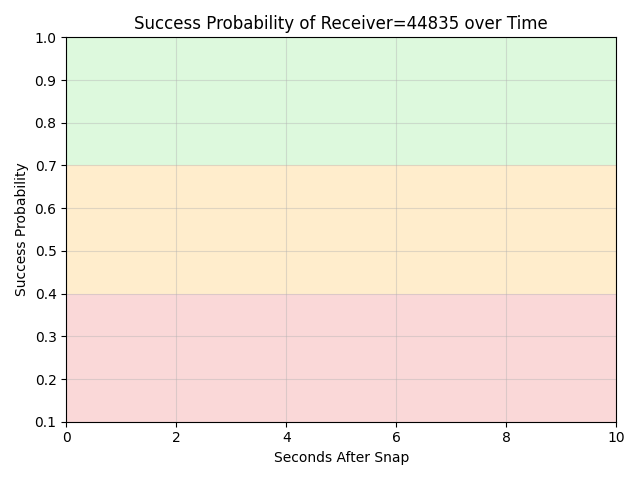 Success Probability of Receiver=44835 over Time
1.0
0.9
0.8
0.7
0.6
0.5
0.4
0.3
0.2
0.1
Success Probability
0 2 4 6 8 10
Seconds After Snap